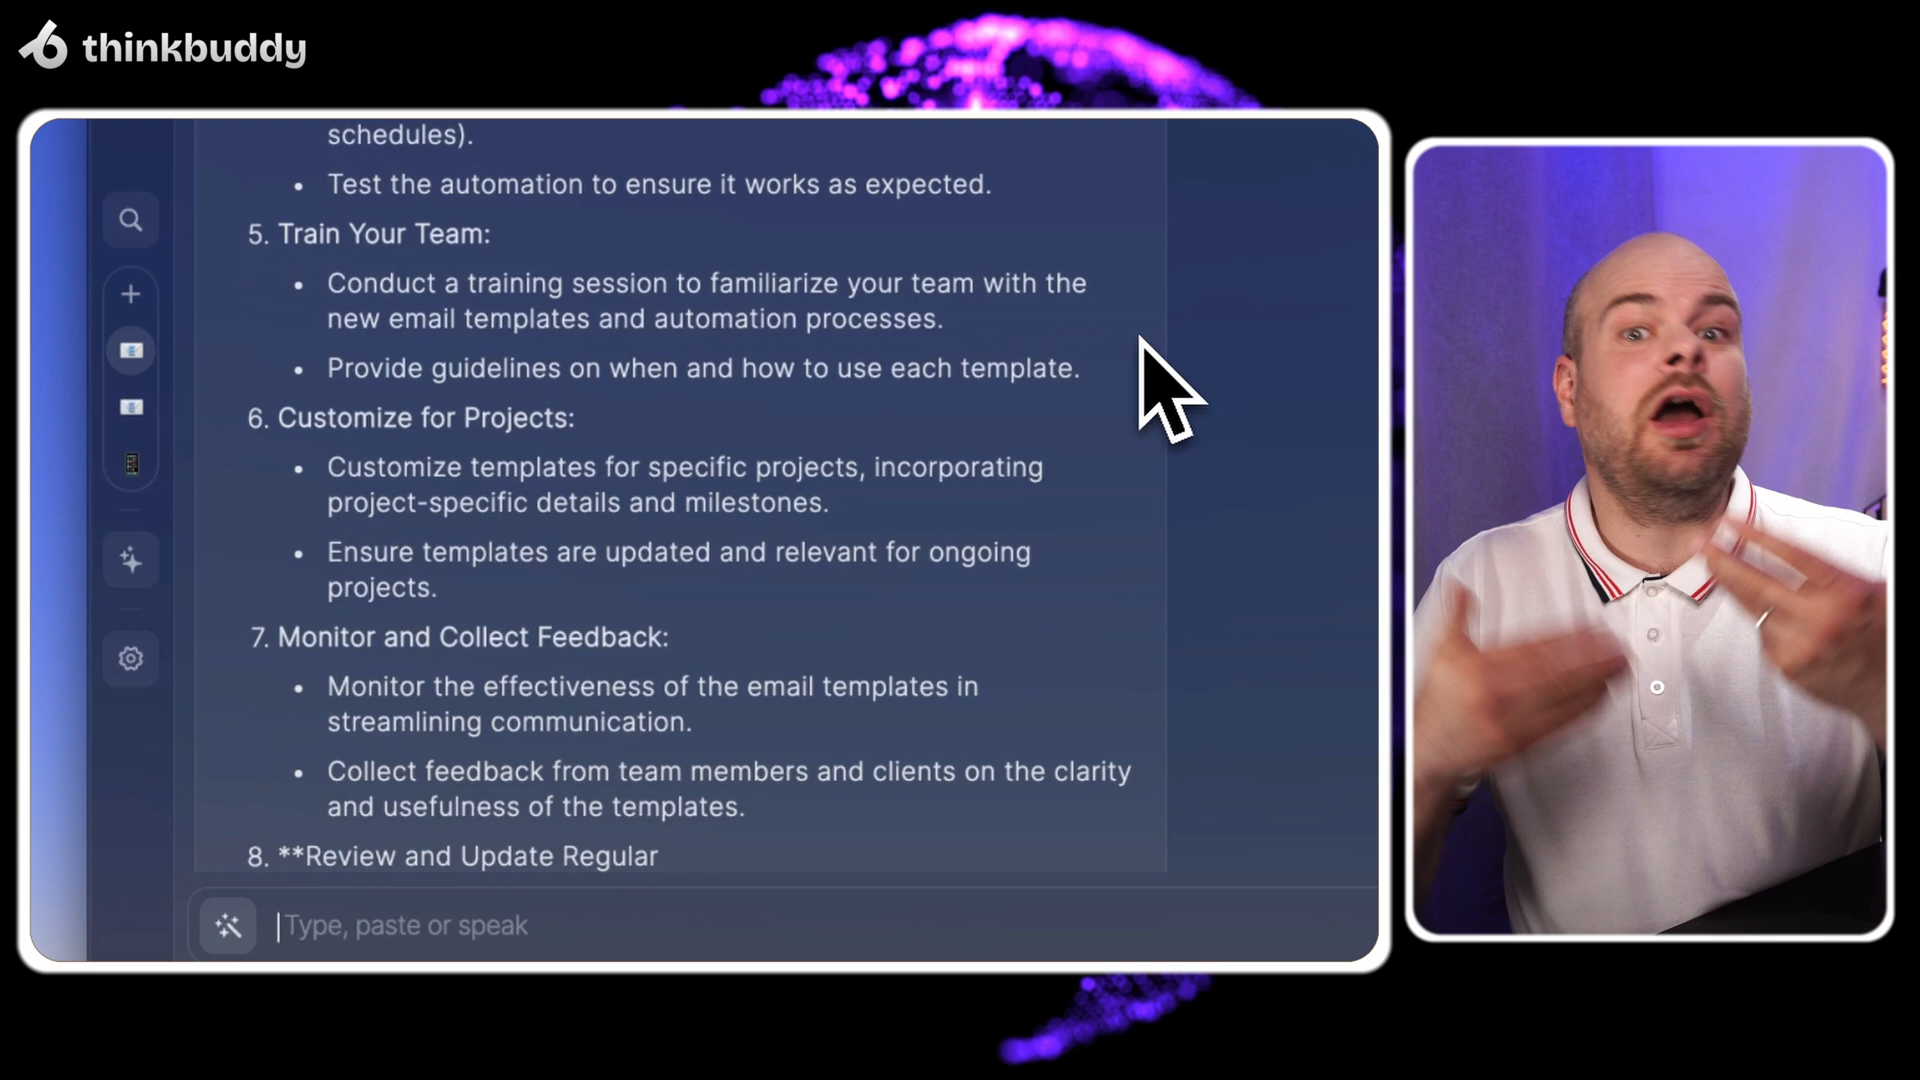 thinkbuddy
schedules).
• Test the automation to ensure it works as expected.
5. Train Your Team:
• Conduct a training session to familiarize your team with the
new email templates and automation processes.
• Provide guidelines on when and how to use each template.
6. Customize for Projects:
• Customize templates for specific projects, incorporating
project-specific details and milestones.
• Ensure templates are updated and relevant for ongoing
projects.
7. Monitor and Collect Feedback:
• Monitor the effectiveness of the email templates in
streamlining communication.
• Collect feedback from team members and clients on the clarity
and usefulness of the templates.
8. **Review and Update Regular
Type, paste or speak